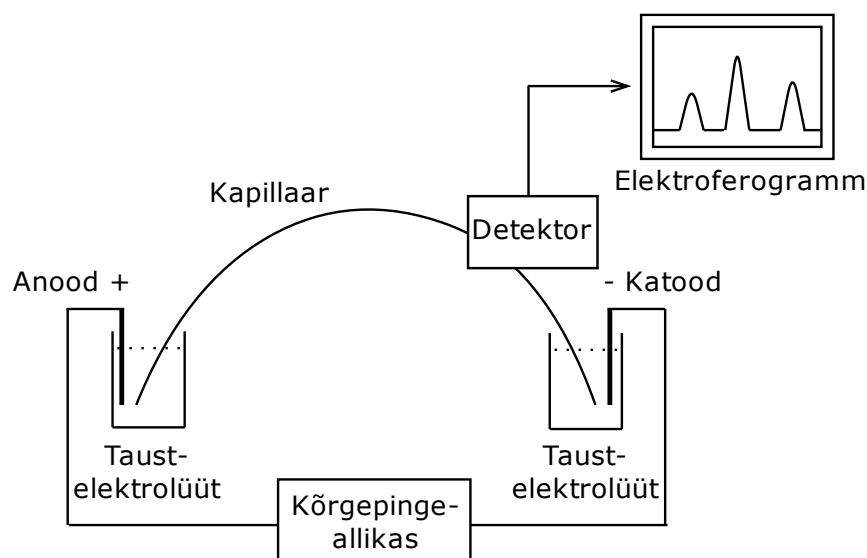 Elektroferogramm
Kapillaar
Detektor
Anood +
- Katood
Taust-
elektrolüüt
Taust-
elektrolüüt
Kõrgepinge-
allikas